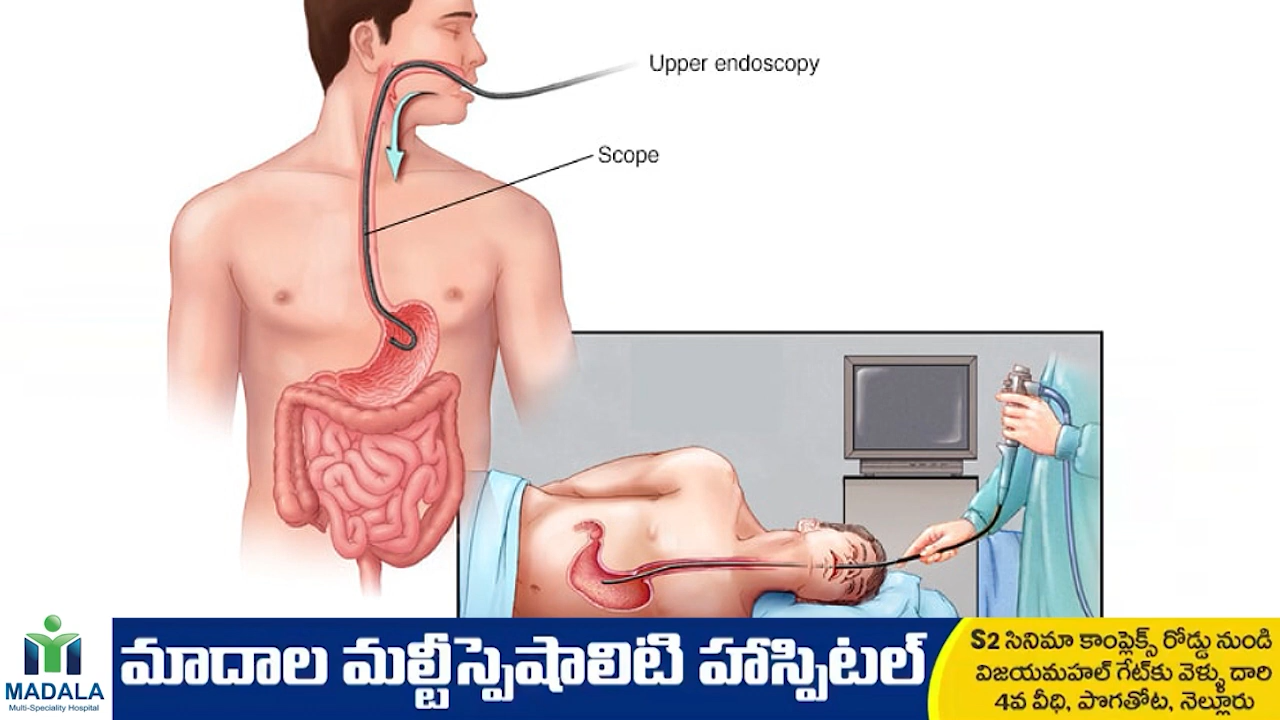 Upper endoscopy
Scope
MADALA
Multi-Speciality Hospital
మాదాల మల్టీస్పెషాలిటి హాస్పిటల్
S2 సినిమా కాంప్లెక్స్ రోడ్డు నుండి
విజయమహల్ గేట్‌కు వెళ్ళు దారి
4వ వీధి, పొగతోట, నెల్లూరు